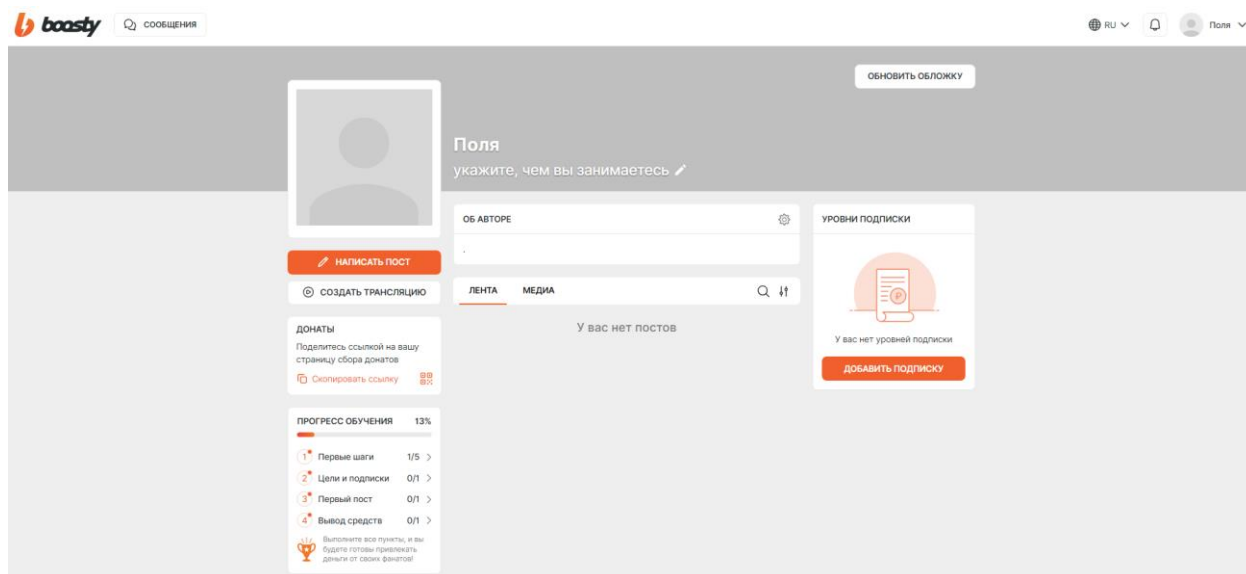 boosty
СООБЩЕНИЯ
RU
Поля
ОБНОВИТЬ ОБЛОЖКУ
Поля
укажите, чем вы занимаетесь
НАПИСАТЬ ПОСТ
СОЗДАТЬ ТРАНСЛЯЦИЮ
ДОНАТЫ
Поделитесь ссылкой на вашу
страницу сбора донатов
Скопировать ссылку
ПРОГРЕСС ОБУЧЕНИЯ 13%
1 Первые шаги 1/5
2 Цели и подписки 0/1
3 Первый пост 0/1
4 Вывод средств 0/1
Выполните все пункты, и вы
будете готовы привлекать
деньги от своих фанатов!
ОБ АВТОРЕ
.
ЛЕНТА МЕДИА
У вас нет постов
УРОВНИ ПОДПИСКИ
У вас нет уровней подписки
ДОБАВИТЬ ПОДПИСКУ